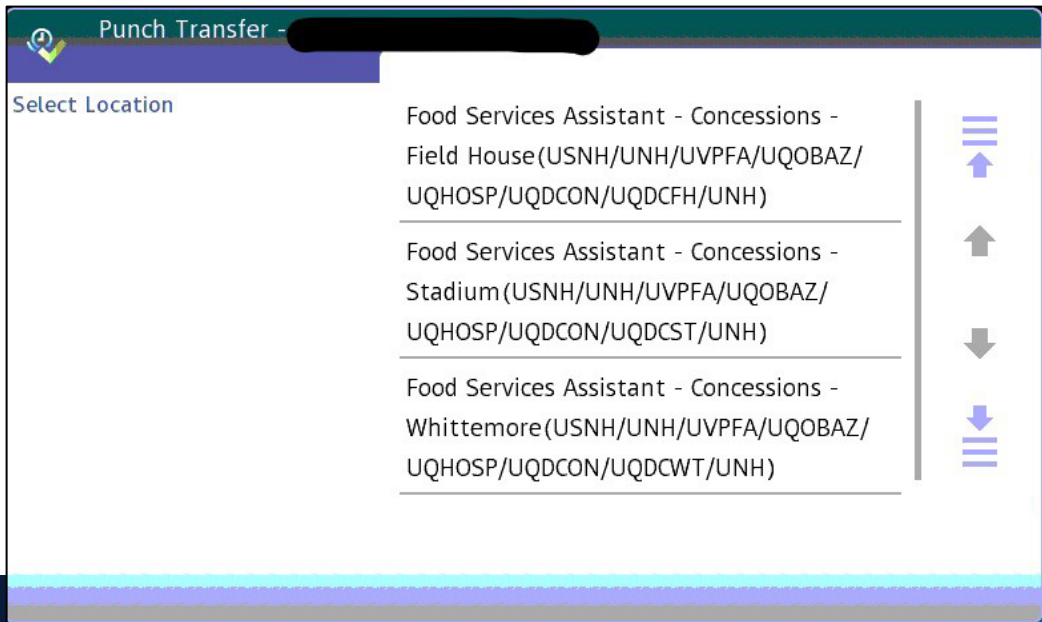 Punch Transfer -
Select Location
Food Services Assistant - Concessions -
Field House(USNH/UNH/UVPFA/UQOBAZ/
UQHOSP/UQDCON/UQDCFH/UNH)
Food Services Assistant - Concessions -
Stadium(USNH/UNH/UVPFA/UQOBAZ/
UQHOSP/UQDCON/UQDCST/UNH)
Food Services Assistant - Concessions -
Whittemore(USNH/UNH/UVPFA/UQOBAZ/
UQHOSP/UQDCON/UQDCWT/UNH)